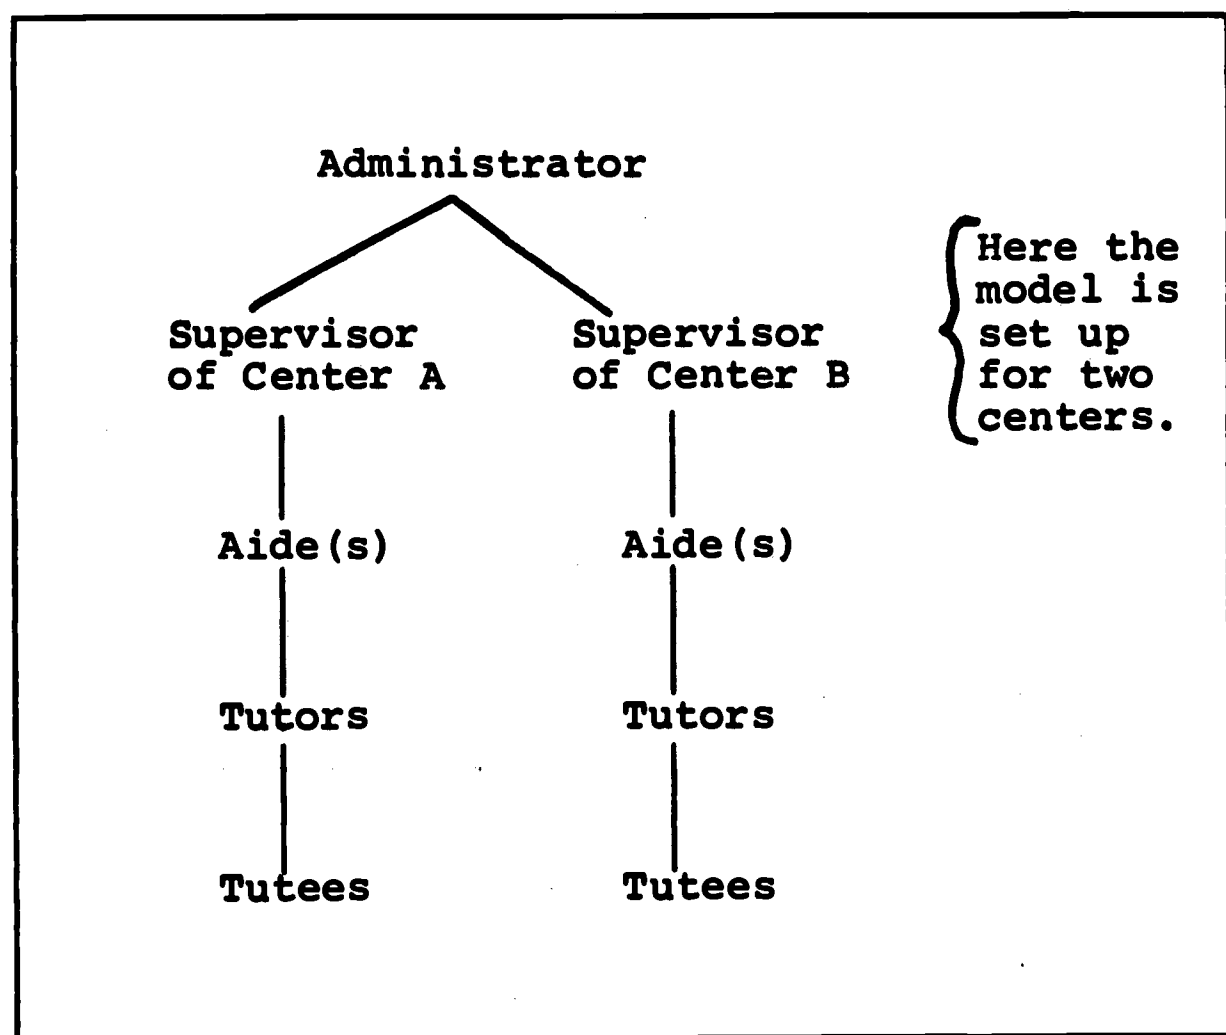 Administrator
Supervisor
of Center A
Supervisor
of Center B
Here the
model is
set up
for two
centers.
Aide(s)
Aide(s)
Tutors
Tutors
Tutees
Tutees